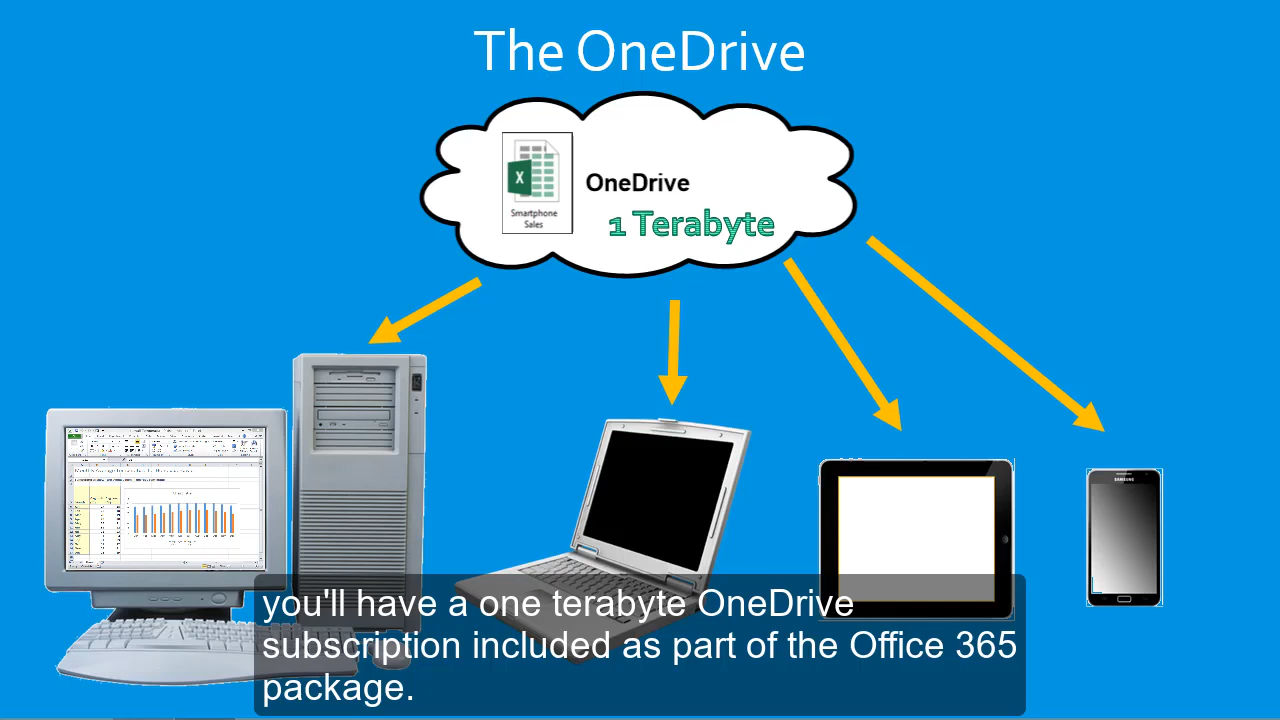 The OneDrive
OneDrive
1 Terabyte
Smartphone
Sales
X
SAMSUNG
you'll have a one terabyte OneDrive
subscription included as part of the Office 365
package.